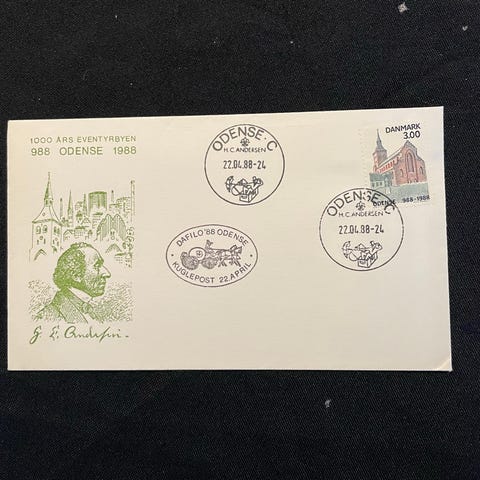 1000 ÅRS EVENTYRBYEN
988 ODENSE 1988
ODENSE·C
H.C. ANDERSEN
22.04.88-24
DANMARK
3.00
ODENSE 988-1988
ODENSE·C
H.C. ANDERSEN
22.04.88-24
DAFILO '88 ODENSE
KUGLEPOST 22. APRIL